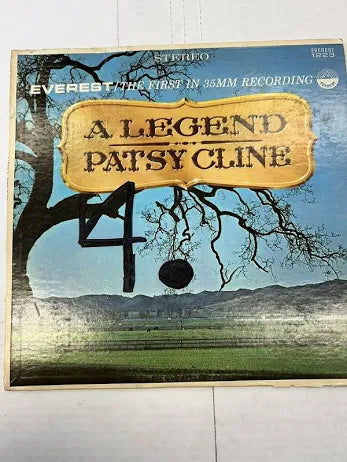 STEREO
EVEREST
1223
EVEREST/THE FIRST IN 35MM RECORDING
A LEGEND
PATSY CLINE
4.